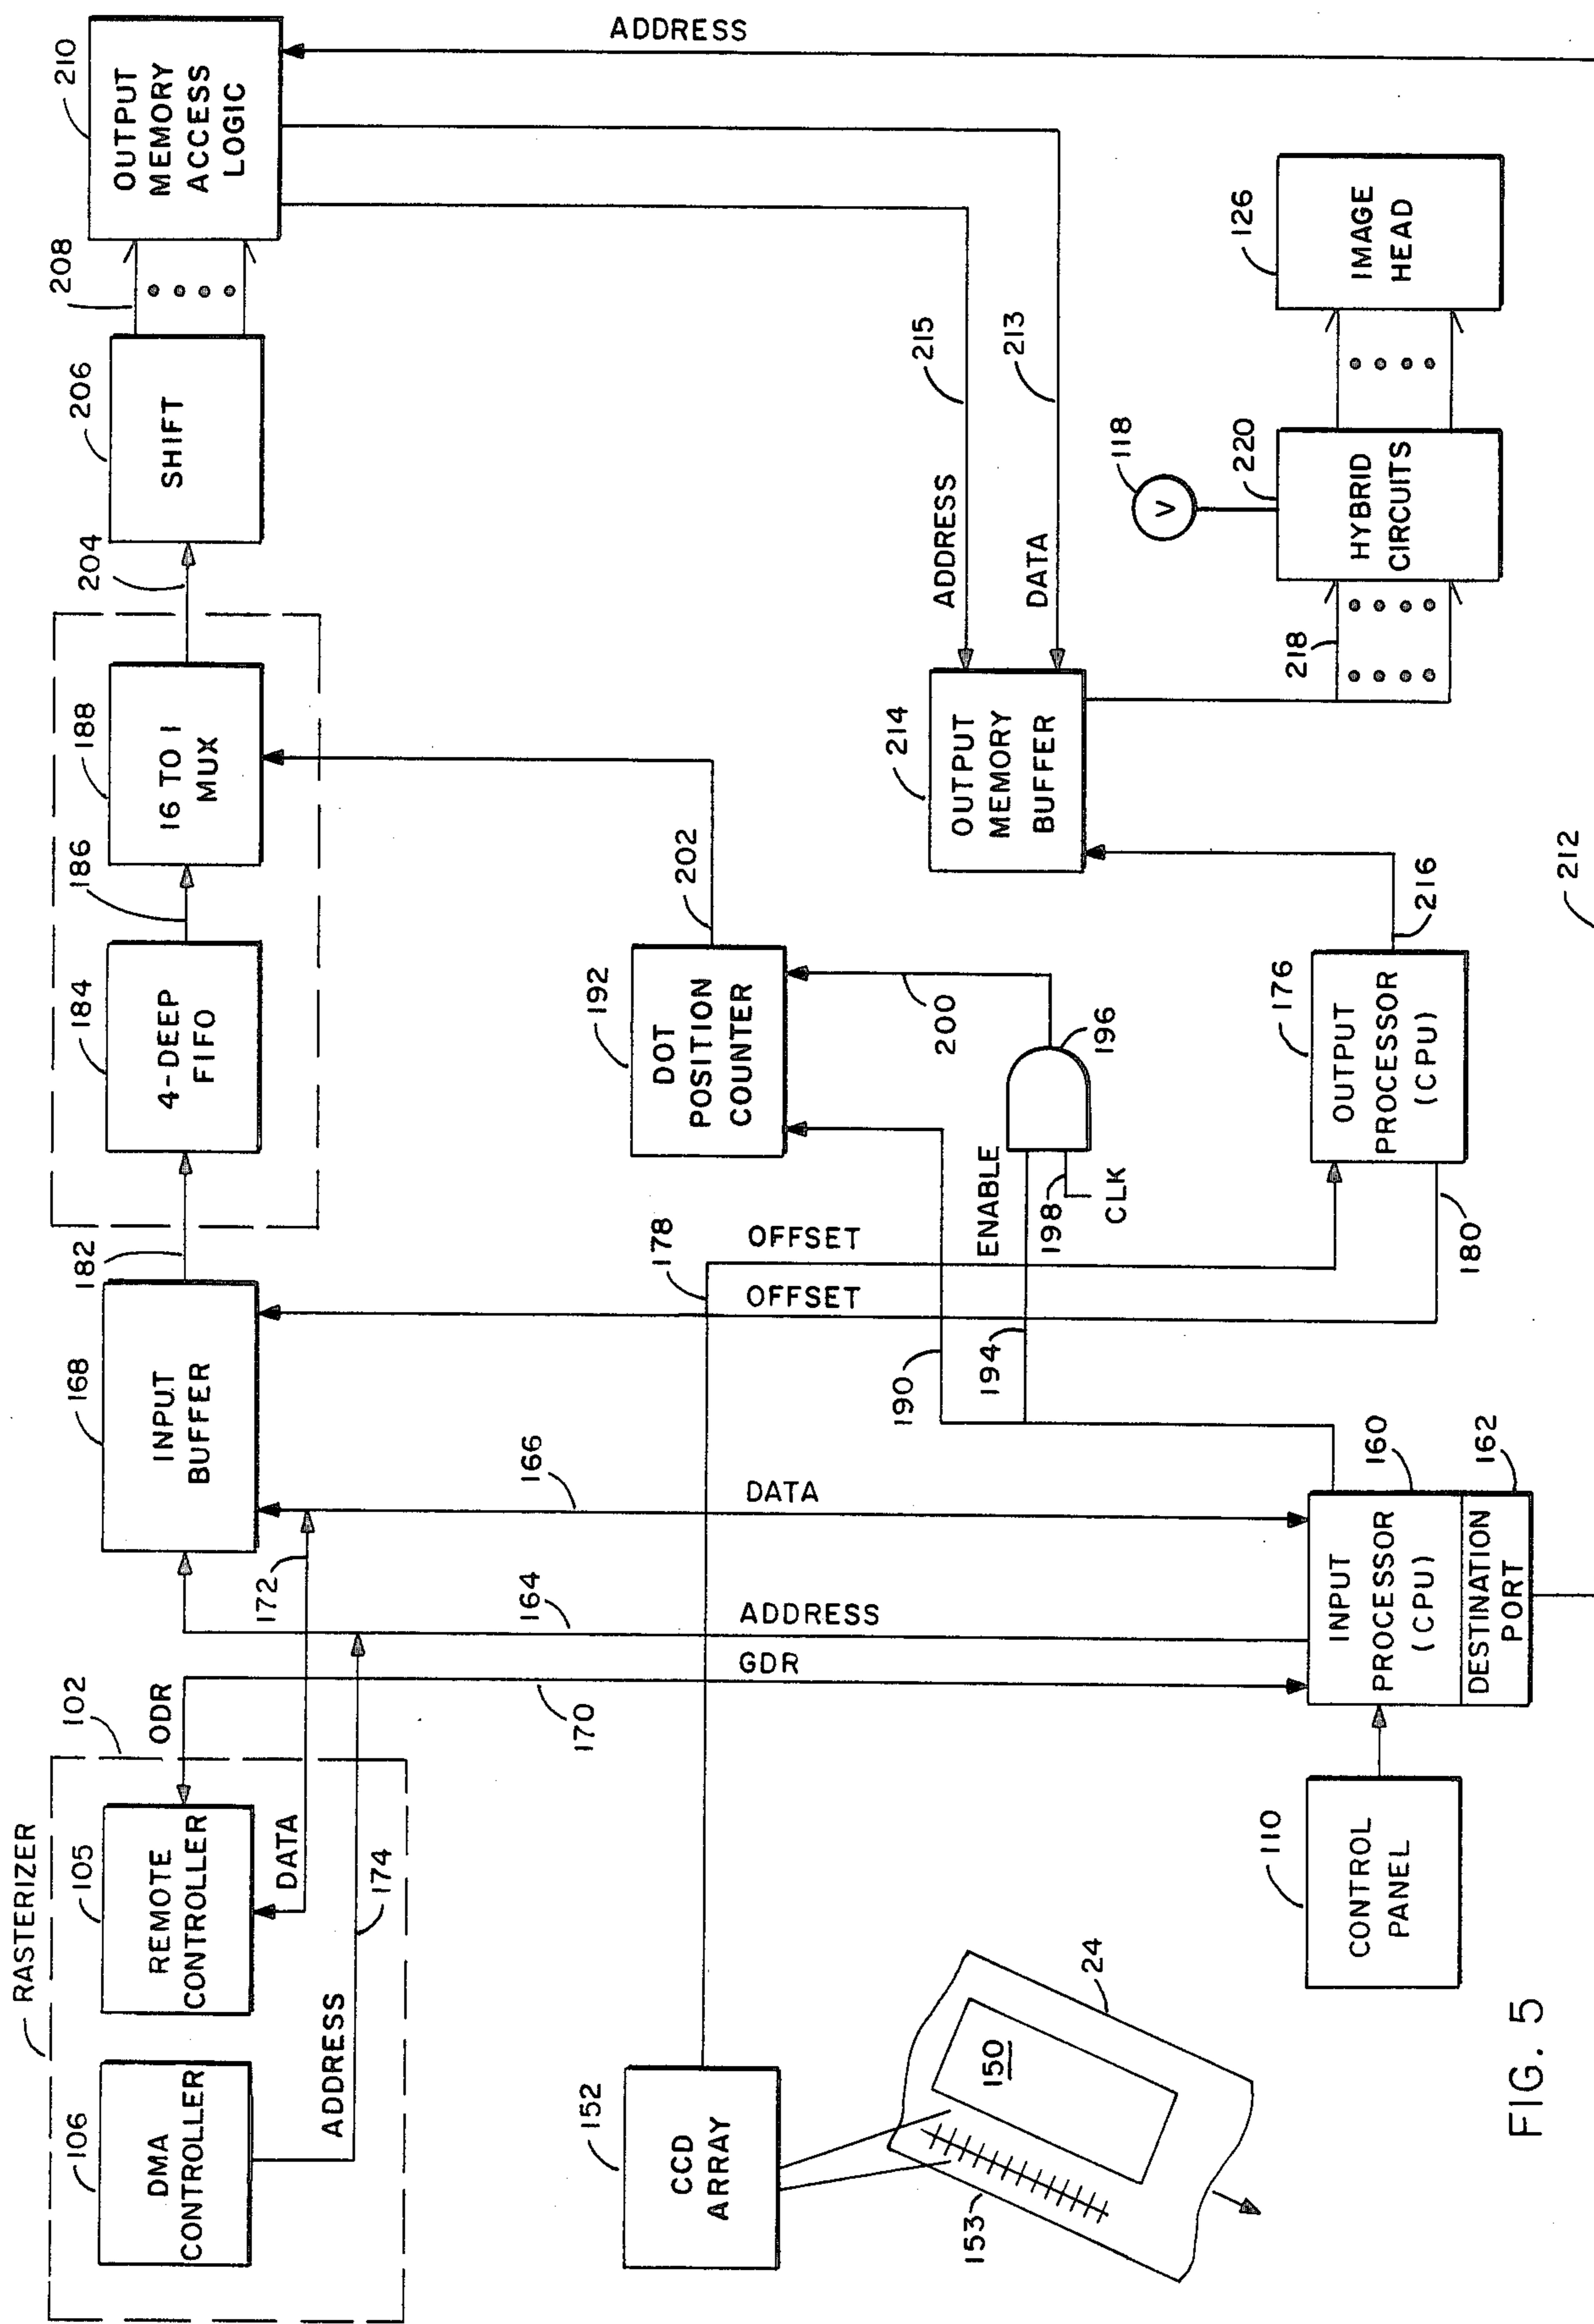 RASTERIZER
102
106
DMA
CONTROLLER
105
REMOTE
CONTROLLER
ODR
DATA
ADDRESS
174
172
168
INPUT
BUFFER
182
184
4-DEEP
FIFO
186
188
16 TO 1
MUX
204
206
SHIFT
208
210
OUTPUT
MEMORY
ACCESS
LOGIC
170
GDR
164
ADDRESS
166
DATA
178
OFFSET
OFFSET
190
194
ENABLE
198
CLK
196
200
192
DOT
POSITION
COUNTER
202
ADDRESS
152
CCD
ARRAY
153
150
24
214
OUTPUT
MEMORY
BUFFER
ADDRESS
215
DATA
213
110
CONTROL
PANEL
160
INPUT
PROCESSOR
(CPU)
162
DESTINATION
PORT
180
176
OUTPUT
PROCESSOR
(CPU)
216
218
118
V
220
HYBRID
CIRCUITS
126
IMAGE
HEAD
212
FIG. 5